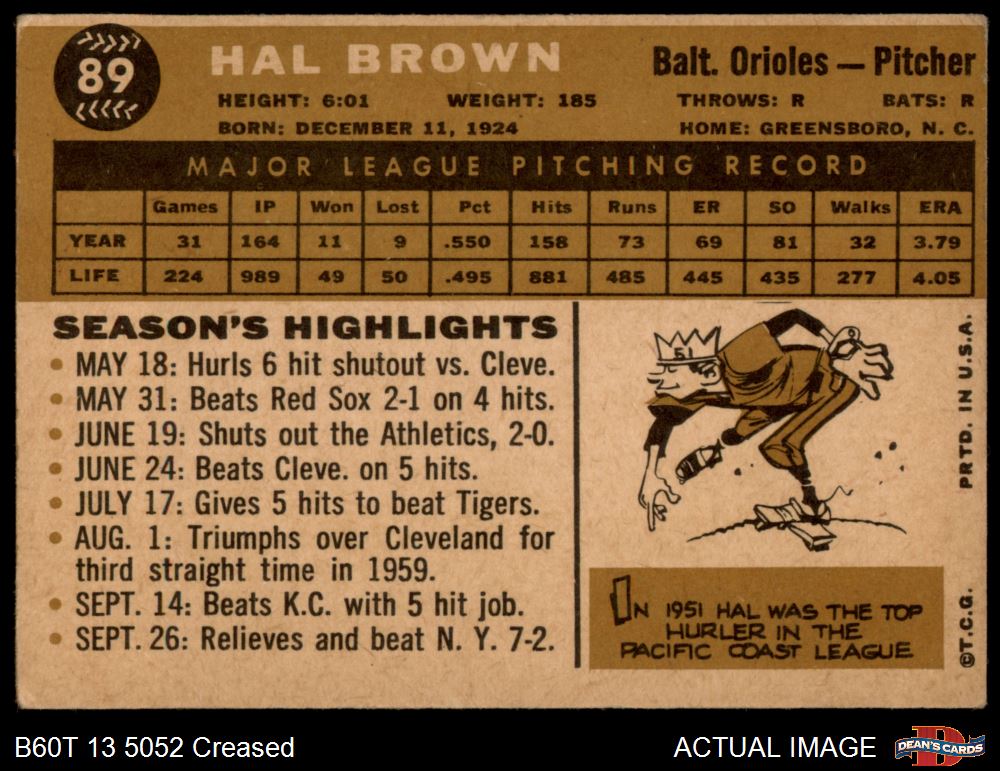 89
HAL BROWN
Balt. Orioles — Pitcher
HEIGHT: 6:01 WEIGHT: 185 THROWS: R BATS: R
BORN: DECEMBER 11, 1924 HOME: GREENSBORO, N. C.
MAJOR LEAGUE PITCHING RECORD
Games IP Won Lost Pct Hits Runs ER SO Walks ERA
YEAR 31 164 11 9 .550 158 73 69 81 32 3.79
LIFE 224 989 49 50 .495 881 485 445 435 277 4.05
SEASON'S HIGHLIGHTS
• MAY 18: Hurls 6 hit shutout vs. Cleve.
• MAY 31: Beats Red Sox 2-1 on 4 hits.
• JUNE 19: Shuts out the Athletics, 2-0.
• JUNE 24: Beats Cleve. on 5 hits.
• JULY 17: Gives 5 hits to beat Tigers.
• AUG. 1: Triumphs over Cleveland for
third straight time in 1959.
• SEPT. 14: Beats K.C. with 5 hit job.
• SEPT. 26: Relieves and beat N. Y. 7-2.
51
IN 1951 HAL WAS THE TOP
HURLER IN THE
PACIFIC COAST LEAGUE
PRTD. IN U.S.A.
©T.C.G.
B60T 13 5052 Creased
ACTUAL IMAGE
D
DEAN'S CARDS